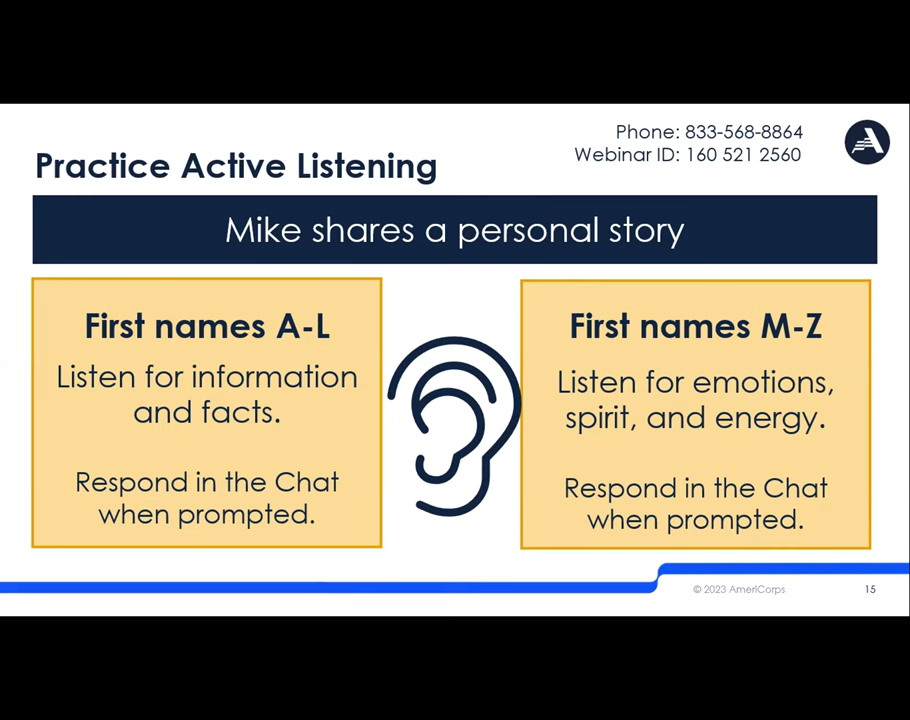 Phone: 833-568-8864
Webinar ID: 160 521 2560
Practice Active Listening
Mike shares a personal story
First names A-L
Listen for information
and facts.
Respond in the Chat
when prompted.
First names M-Z
Listen for emotions,
spirit, and energy.
Respond in the Chat
when prompted.
© 2023 AmeriCorps
15